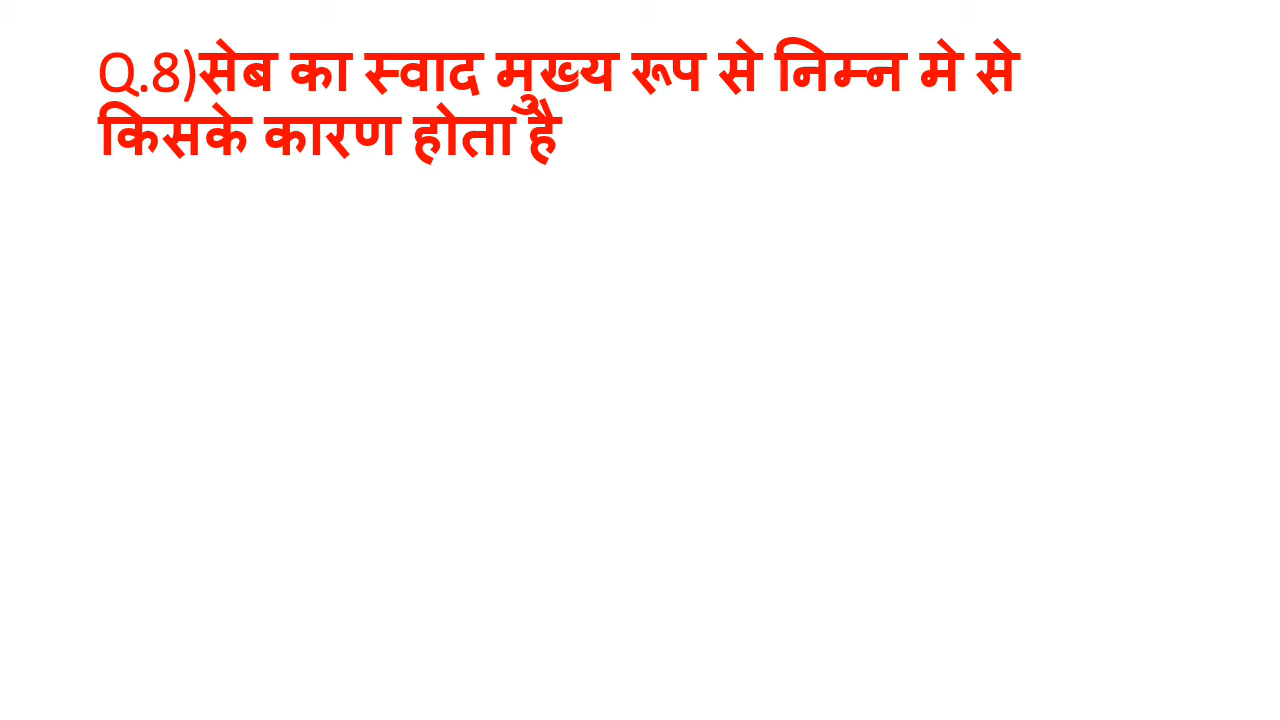 Q.8)सेब का स्वाद मुख्य रूप से निम्न मे से
किसके कारण होता है